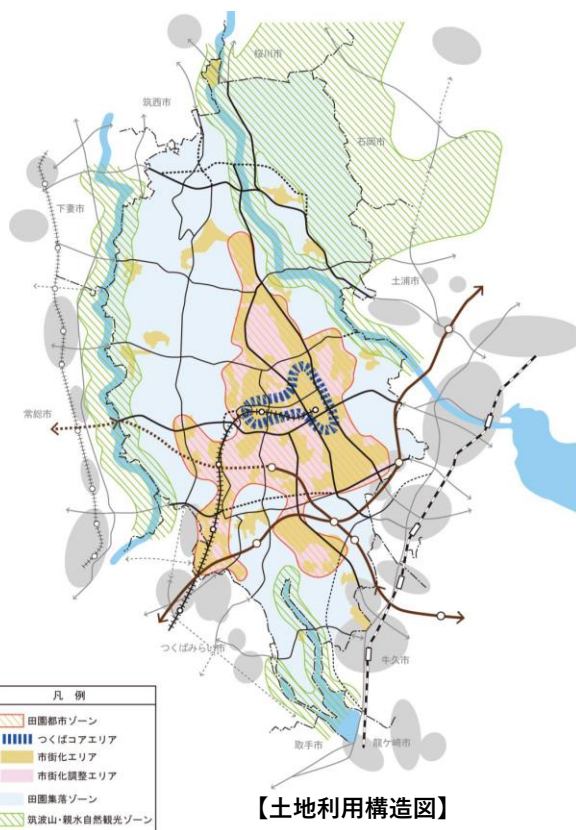 桜川市
筑西市
石岡市
下妻市
土浦市
常総市
つくばみらい市
牛久市
取手市
龍ケ崎市
凡例
田園都市ゾーン
つくばコアエリア
市街化エリア
市街化調整エリア
田園集落ゾーン
筑波山・親水自然観光ゾーン
【土地利用構造図】